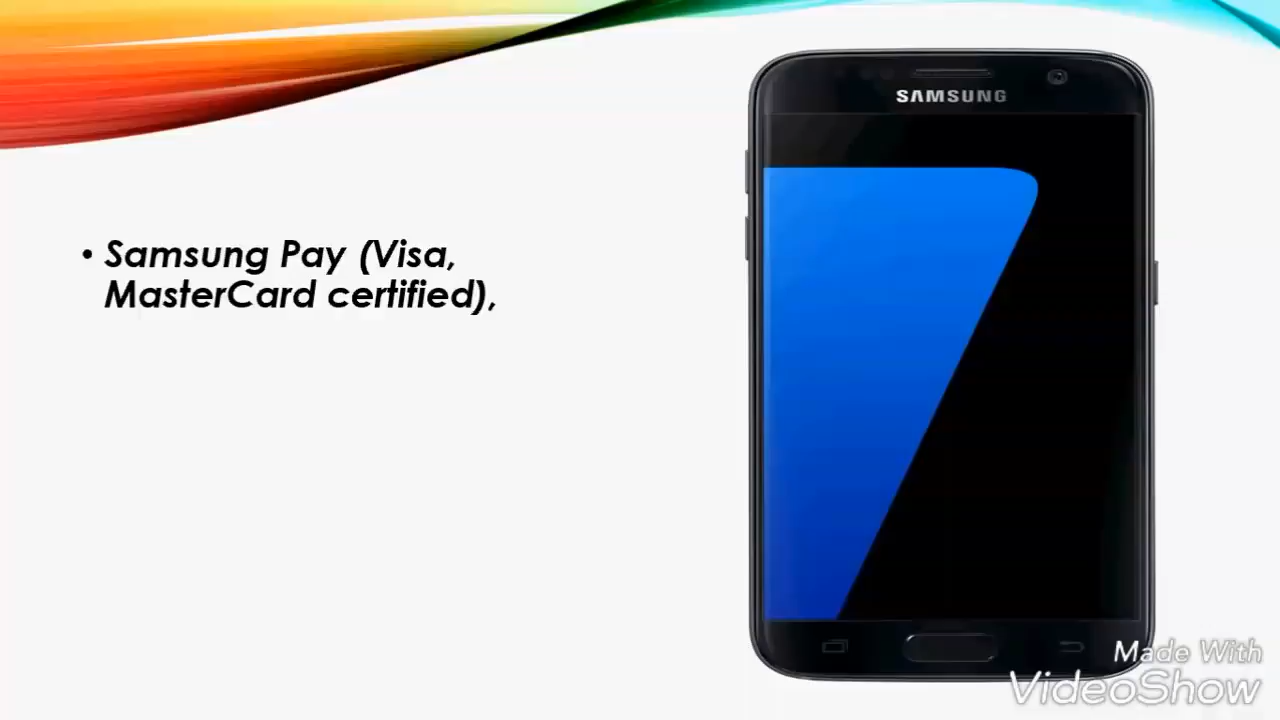 SAMSUNG
• Samsung Pay (Visa,
MasterCard certified),
Made With
VideoShow